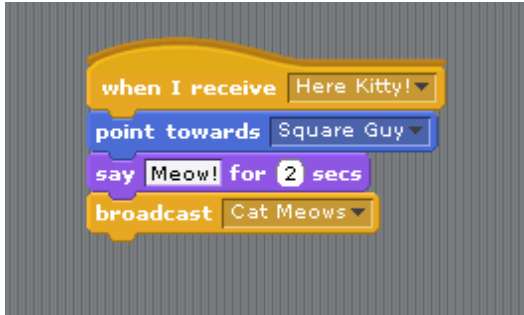 when I receive Here Kitty!
point towards Square Guy
say Meow! for 2 secs
broadcast Cat Meows